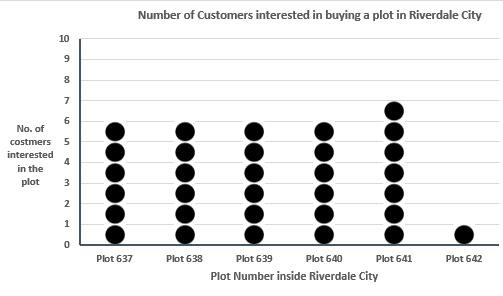 Number of Customers interested in buying a plot in Riverdale City
10
9
8
7
6
5
4
3
2
1
0
No. of
costmers
interested
in the
plot
Plot 637 Plot 638 Plot 639 Plot 640 Plot 641 Plot 642
Plot Number inside Riverdale City